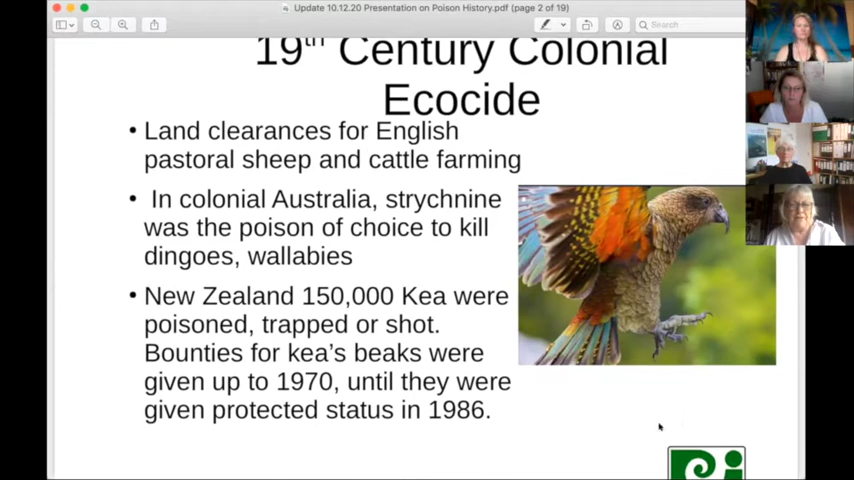 Update 10.12.20 Presentation on Poison History.pdf (page 2 of 19)
Search
19th Century Colonial
Ecocide
• Land clearances for English
pastoral sheep and cattle farming
• In colonial Australia, strychnine
was the poison of choice to kill
dingoes, wallabies
• New Zealand 150,000 Kea were
poisoned, trapped or shot.
Bounties for kea's beaks were
given up to 1970, until they were
given protected status in 1986.